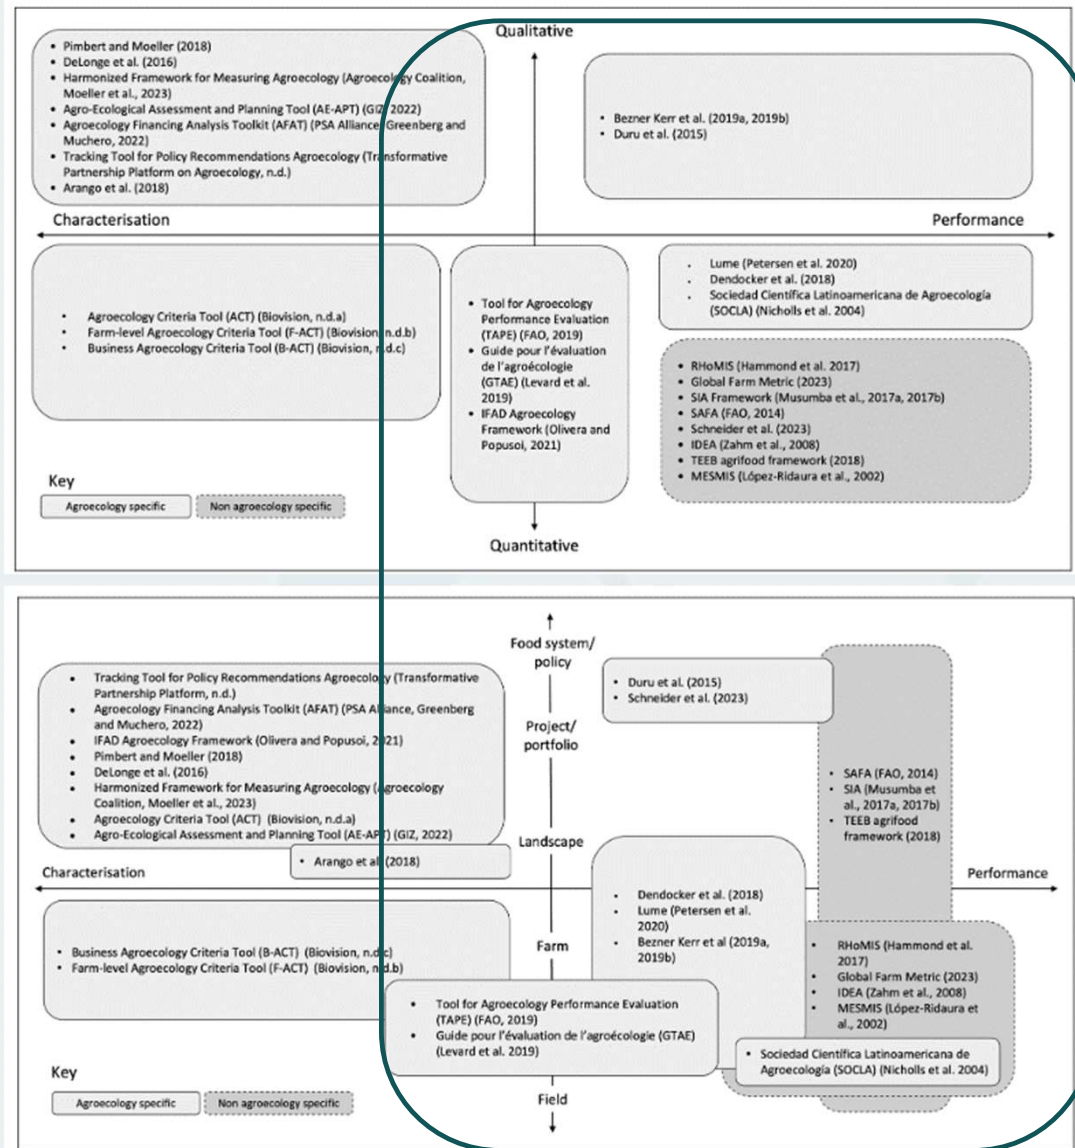 Qualitative
• Pimbert and Moeller (2018)
• DeLonge et al. (2016)
• Harmonized Framework for Measuring Agroecology (Agroecology Coalition,
Moeller et al., 2023)
• Agro-Ecological Assessment and Planning Tool (AE-APT) (GIZ, 2022)
• Agroecology Financing Analysis Toolkit (AFAT) (PSA Alliance, Greenberg and
Muchero, 2022)
• Tracking Tool for Policy Recommendations Agroecology (Transformative
Partnership Platform on Agroecology, n.d.)
• Arango et al. (2018)
• Bezner Kerr et al. (2019a, 2019b)
• Duru et al. (2015)
Characterisation
Performance
• Agroecology Criteria Tool (ACT) (Biovision, n.d.a)
• Farm-level Agroecology Criteria Tool (F-ACT) (Biovision, n.d.b)
• Business Agroecology Criteria Tool (B-ACT) (Biovision, n.d.c)
• Tool for Agroecology
Performance Evaluation
(TAPE) (FAO, 2019)
• Guide pour l'évaluation
de l'agroécologie
(GTAE) (Levard et al.
2019)
• IFAD Agroecology
Framework (Olivera and
Popusoi, 2021)
. Lume (Petersen et al. 2020)
. Dendocker et al. (2018)
. Sociedad Científica Latinoamericana de Agroecología
(SOCLA) (Nicholls et al. 2004)
• RHoMIS (Hammond et al. 2017)
• Global Farm Metric (2023)
• SIA Framework (Musumba et al., 2017a, 2017b)
• SAFA (FAO, 2014)
• Schneider et al. (2023)
• IDEA (Zahm et al., 2008)
• TEEB agrifood framework (2018)
• MESMIS (López-Ridaura et al., 2002)
Key
Agroecology specific
Non agroecology specific
Quantitative
Food system/
policy
• Tracking Tool for Policy Recommendations Agroecology (Transformative
Partnership Platform, n.d.)
• Agroecology Financing Analysis Toolkit (AFAT) (PSA Alliance, Greenberg
and Muchero, 2022)
• IFAD Agroecology Framework (Olivera and Popusoi, 2021)
• Pimbert and Moeller (2018)
• DeLonge et al. (2016)
• Harmonized Framework for Measuring Agroecology (Agroecology
Coalition, Moeller et al., 2023)
• Agroecology Criteria Tool (ACT) (Biovision, n.d.a)
• Agro-Ecological Assessment and Planning Tool (AE-APT) (GIZ, 2022)
• Duru et al. (2015)
• Schneider et al. (2023)
Project/
portfolio
• SAFA (FAO, 2014)
• SIA (Musumba et
al., 2017a, 2017b)
• TEEB agrifood
framework (2018)
Landscape
• Arango et al. (2018)
Characterisation
Performance
• Dendocker et al. (2018)
• Lume (Petersen et al.
2020)
• Bezner Kerr et al (2019a,
2019b)
• Business Agroecology Criteria Tool (B-ACT) (Biovision, n.d.c)
• Farm-level Agroecology Criteria Tool (F-ACT) (Biovision, n.d.b)
Farm
• RHoMIS (Hammond et al.
2017)
• Global Farm Metric (2023)
• IDEA (Zahm et al., 2008)
• MESMIS (López-Ridaura et
al., 2002)
• Tool for Agroecology Performance Evaluation
(TAPE) (FAO, 2019)
• Guide pour l'évaluation de l'agroécologie (GTAE)
(Levard et al. 2019)
• Sociedad Científica Latinoamericana de
Agroecología (SOCLA) (Nicholls et al. 2004)
Key
Agroecology specific
Non agroecology specific
Field